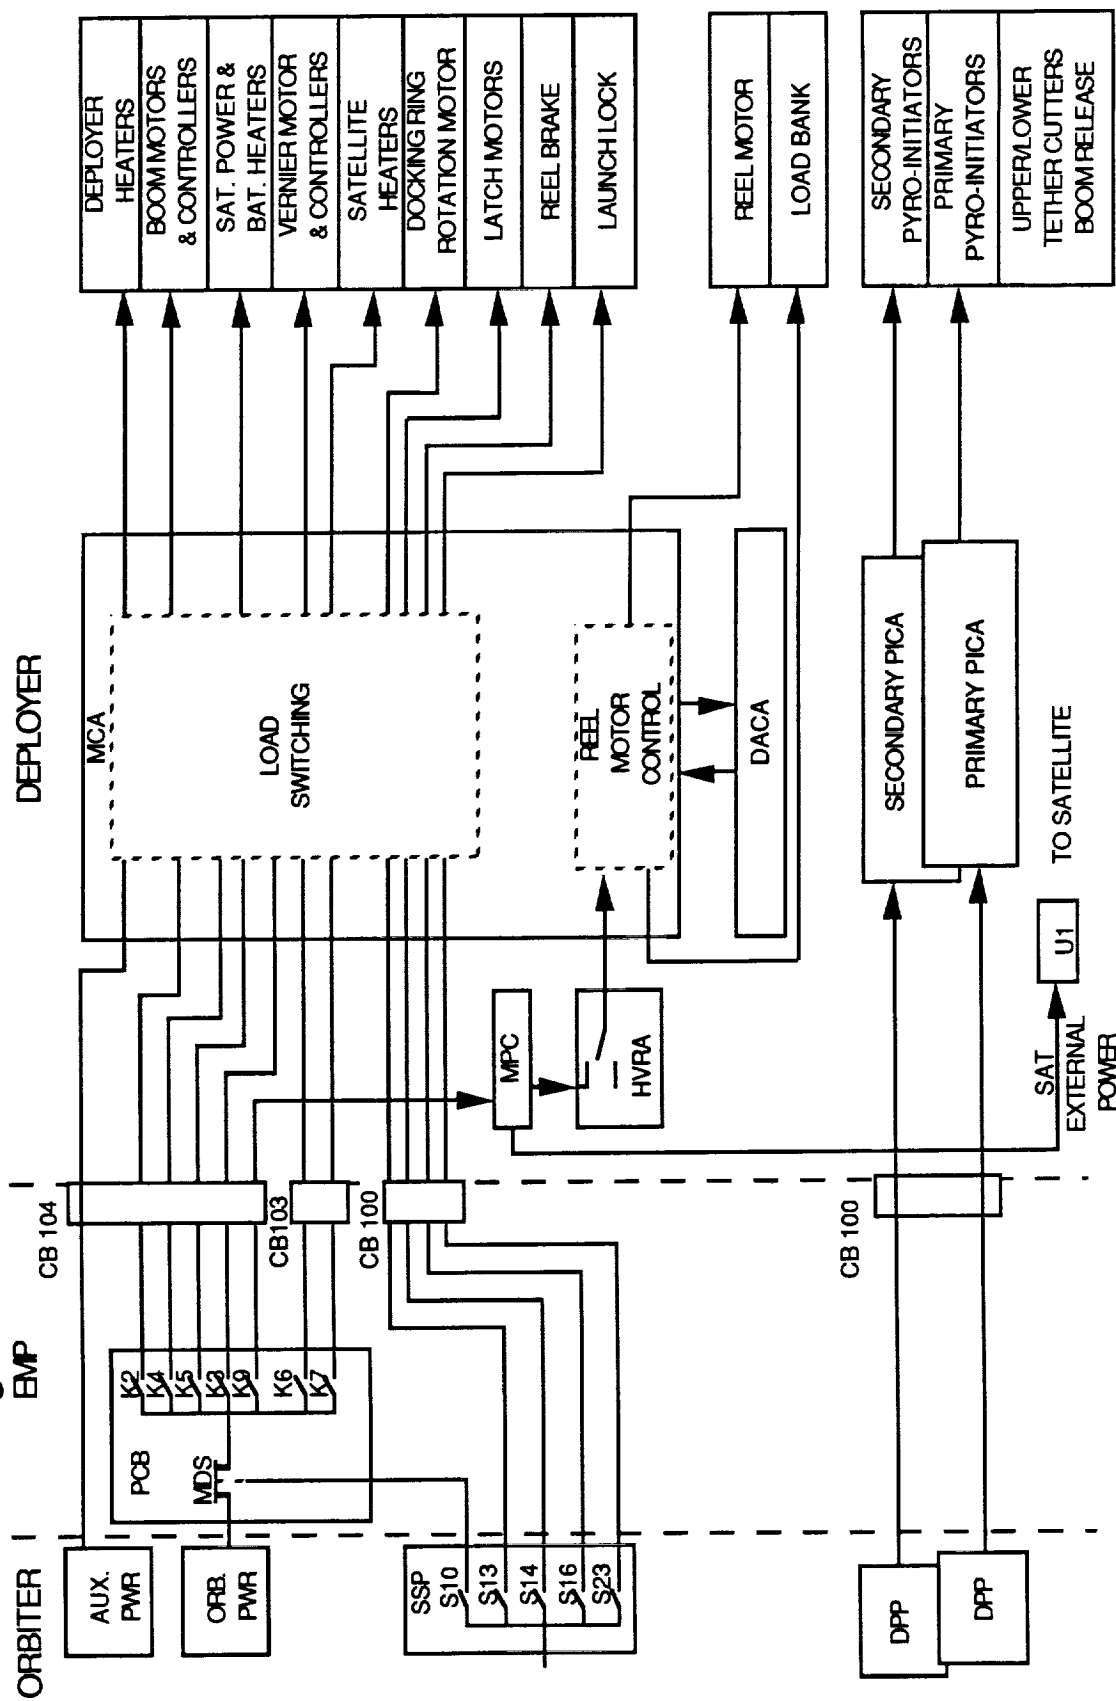 ORBITER
EMP
DEPLOYER
AUX.
PWR
ORB.
PWR
PCB
MDS
K2
K4
K5
K3
K9
K6
K7
SSP
S10
S13
S14
S16
S23
DPP
DPP
CB 104
CB103
CB 100
CB 100
MPC
HVRA
SAT
EXTERNAL
POWER
U1
TO SATELLITE
MCA
LOAD
SWITCHING
REEL
MOTOR
CONTROL
DACA
SECONDARY PICA
PRIMARY PICA
DEPLOYER
HEATERS
BOOM MOTORS
& CONTROLLERS
SAT. POWER &
BAT. HEATERS
VERNIER MOTOR
& CONTROLLERS
SATELLITE
HEATERS
DOCKING RING
ROTATION MOTOR
LATCH MOTORS
REEL BRAKE
LAUNCH LOCK
REEL MOTOR
LOAD BANK
SECONDARY
PYRO-INITIATORS
PRIMARY
PYRO-INITIATORS
UPPER/LOWER
TETHER CUTTERS
BOOM RELEASE